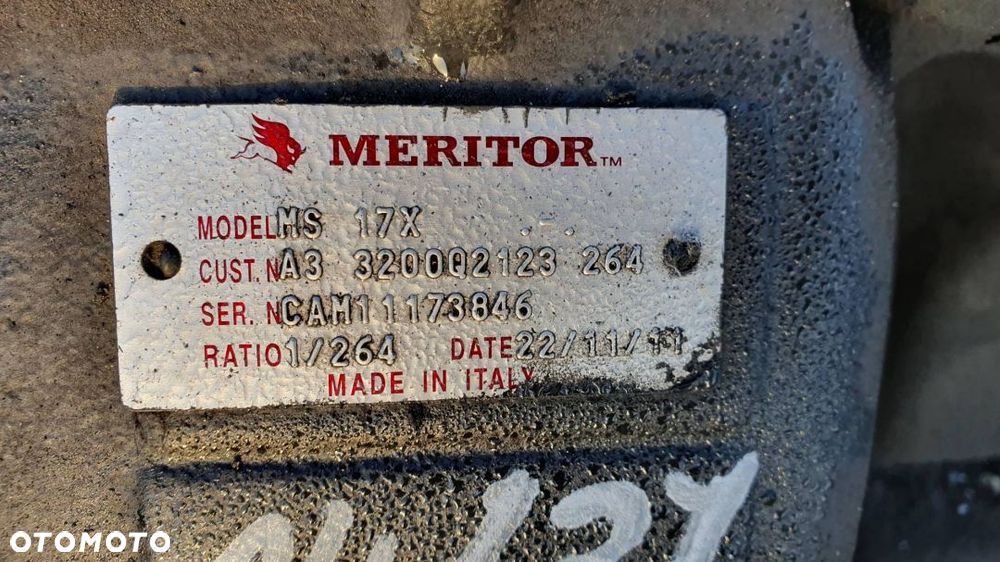 MERITOR™
MODEL MS 17X .-.
CUST.N A3 3200Q2123 264
SER. N CAM11173846
RATIO 1/264 DATE 22/11/11
MADE IN ITALY
OTOMOTO